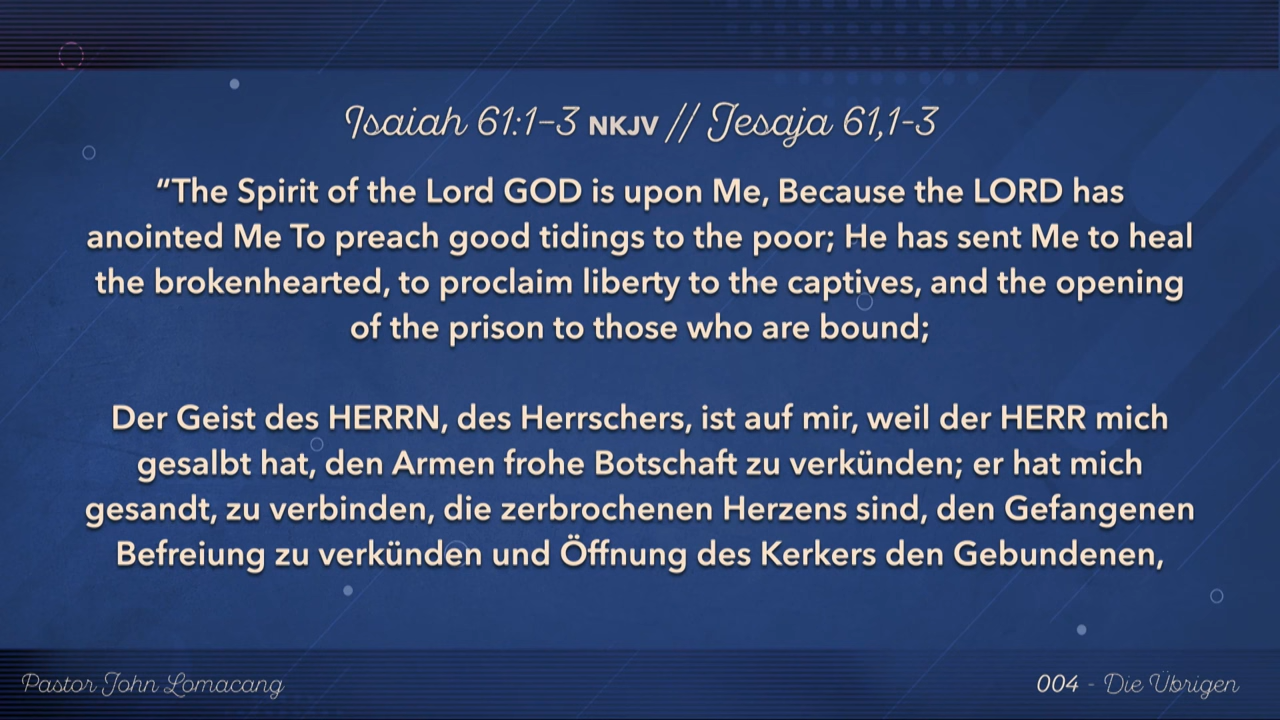 Isaiah 61:1-3 NKJV // Jesaja 61,1-3
“The Spirit of the Lord GOD is upon Me, Because the LORD has
anointed Me To preach good tidings to the poor; He has sent Me to heal
the brokenhearted, to proclaim liberty to the captives, and the opening
of the prison to those who are bound;
Der Geist des HERRN, des Herrschers, ist auf mir, weil der HERR mich
gesalbt hat, den Armen frohe Botschaft zu verkünden; er hat mich
gesandt, zu verbinden, die zerbrochenen Herzens sind, den Gefangenen
Befreiung zu verkünden und Öffnung des Kerkers den Gebundenen,
Pastor John Lomacang
004 - Die Übrigen